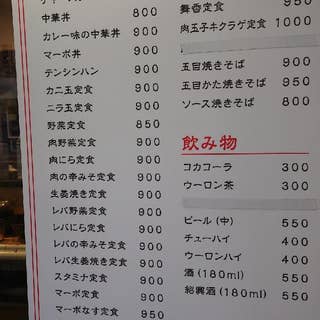 中華丼 800
カレー味の中華丼 900
マーボ丼 900
テンシンハン 900
カニ玉定食 900
ニラ玉定食 900
野菜定食 850
肉野菜定食 900
肉にら定食 900
肉の辛みそ定食 900
生姜焼き定食 900
レバ野菜定食 900
レバにら定食 900
レバの辛みそ定食 900
レバ生姜焼き定食 900
スタミナ定食 900
マーボ定食 900
マーボなす定食 950
舞香定食 950
肉玉子キクラゲ定食 1000
五目焼きそば 950
五目かた焼きそば 950
ソース焼きそば 800
飲み物
コカコーラ 300
ウーロン茶 300
ビール (中) 550
チューハイ 400
ウーロンハイ 400
酒 (180ml) 550
紹興酒 (180ml) 550